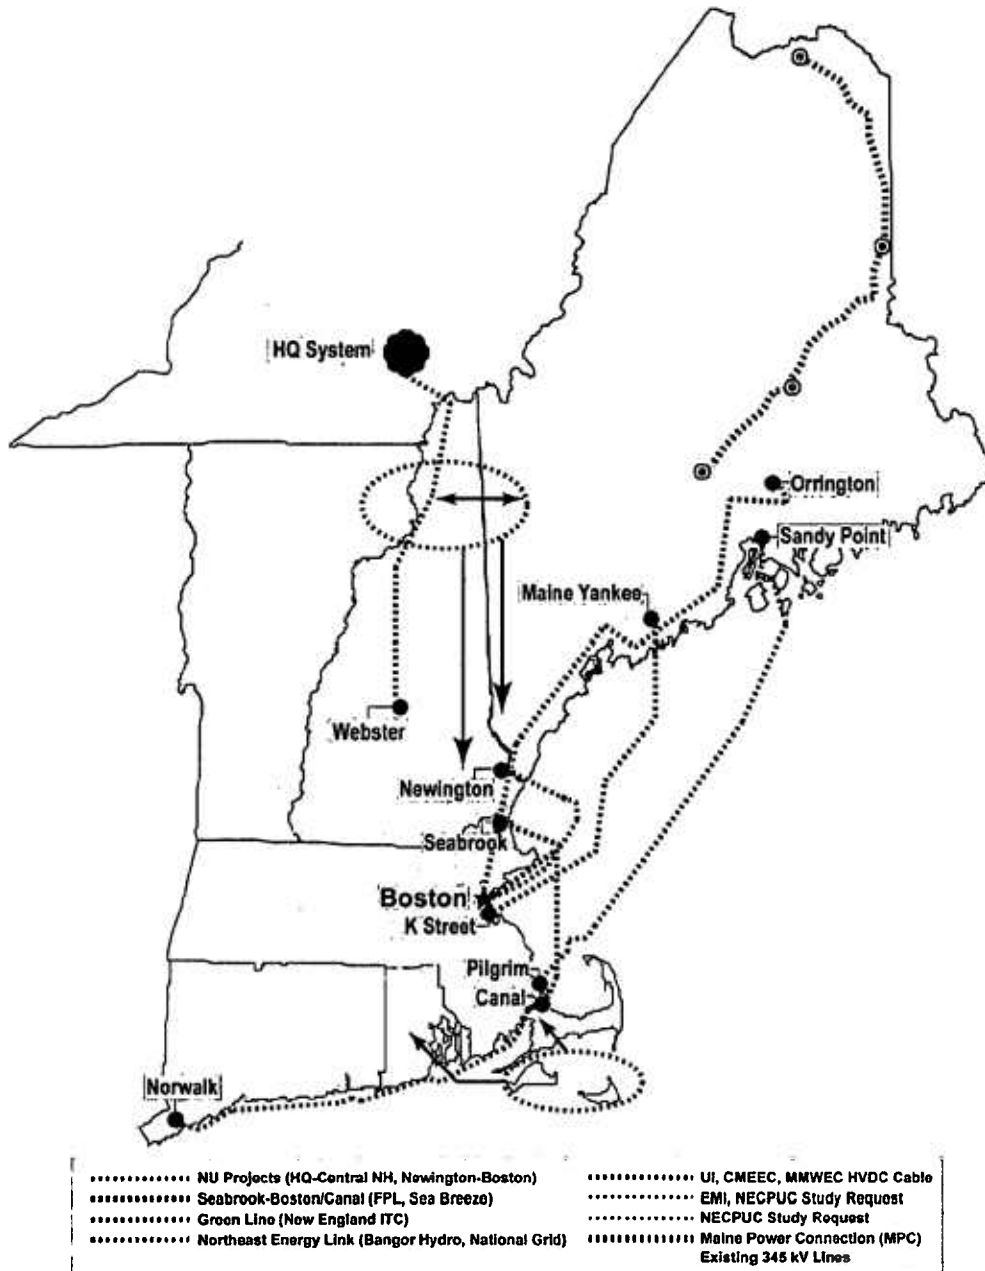 HQ System
Orrington
Sandy Point
Maine Yankee
Webster
Newington
Seabrook
Boston
K Street
Pilgrim
Canal
Norwalk
NU Projects (HQ-Central NH, Newington-Boston)
Seabrook-Boston/Canal (FPL, Sea Breeze)
Green Line (New England ITC)
Northeast Energy Link (Bangor Hydro, National Grid)
UI, CMEEC, MMWEC HVDC Cable
EMI, NECPUC Study Request
NECPUC Study Request
Maine Power Connection (MPC)
Existing 345 kV Lines